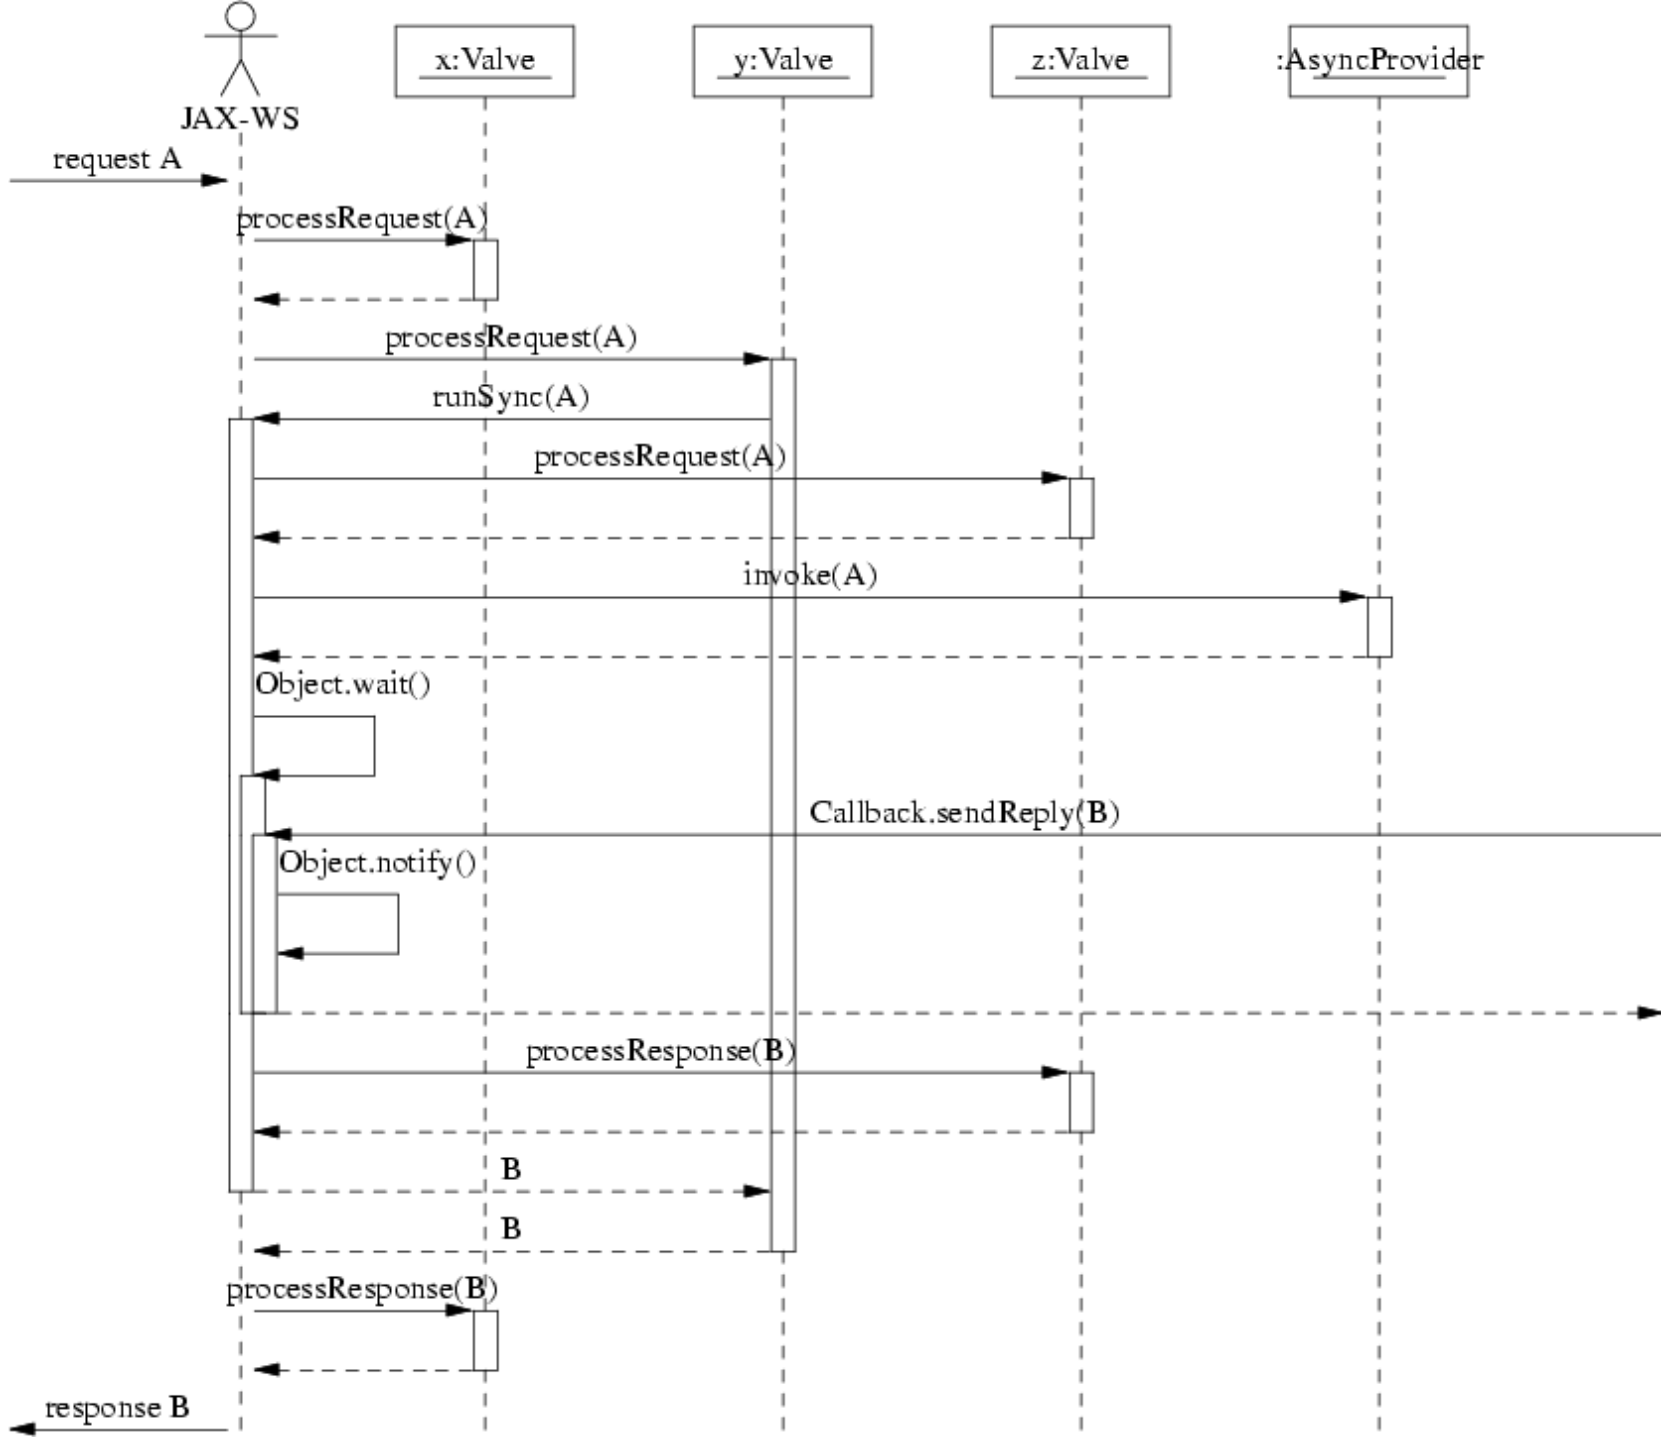 x:Valve
y:Valve
z:Valve
:AsyncProvider
JAX-WS
request A
processRequest(A)
processRequest(A)
runSync(A)
processRequest(A)
invoke(A)
Object.wait()
Callback.sendReply(B)
Object.notify()
processResponse(B)
B
B
processResponse(B)
response B